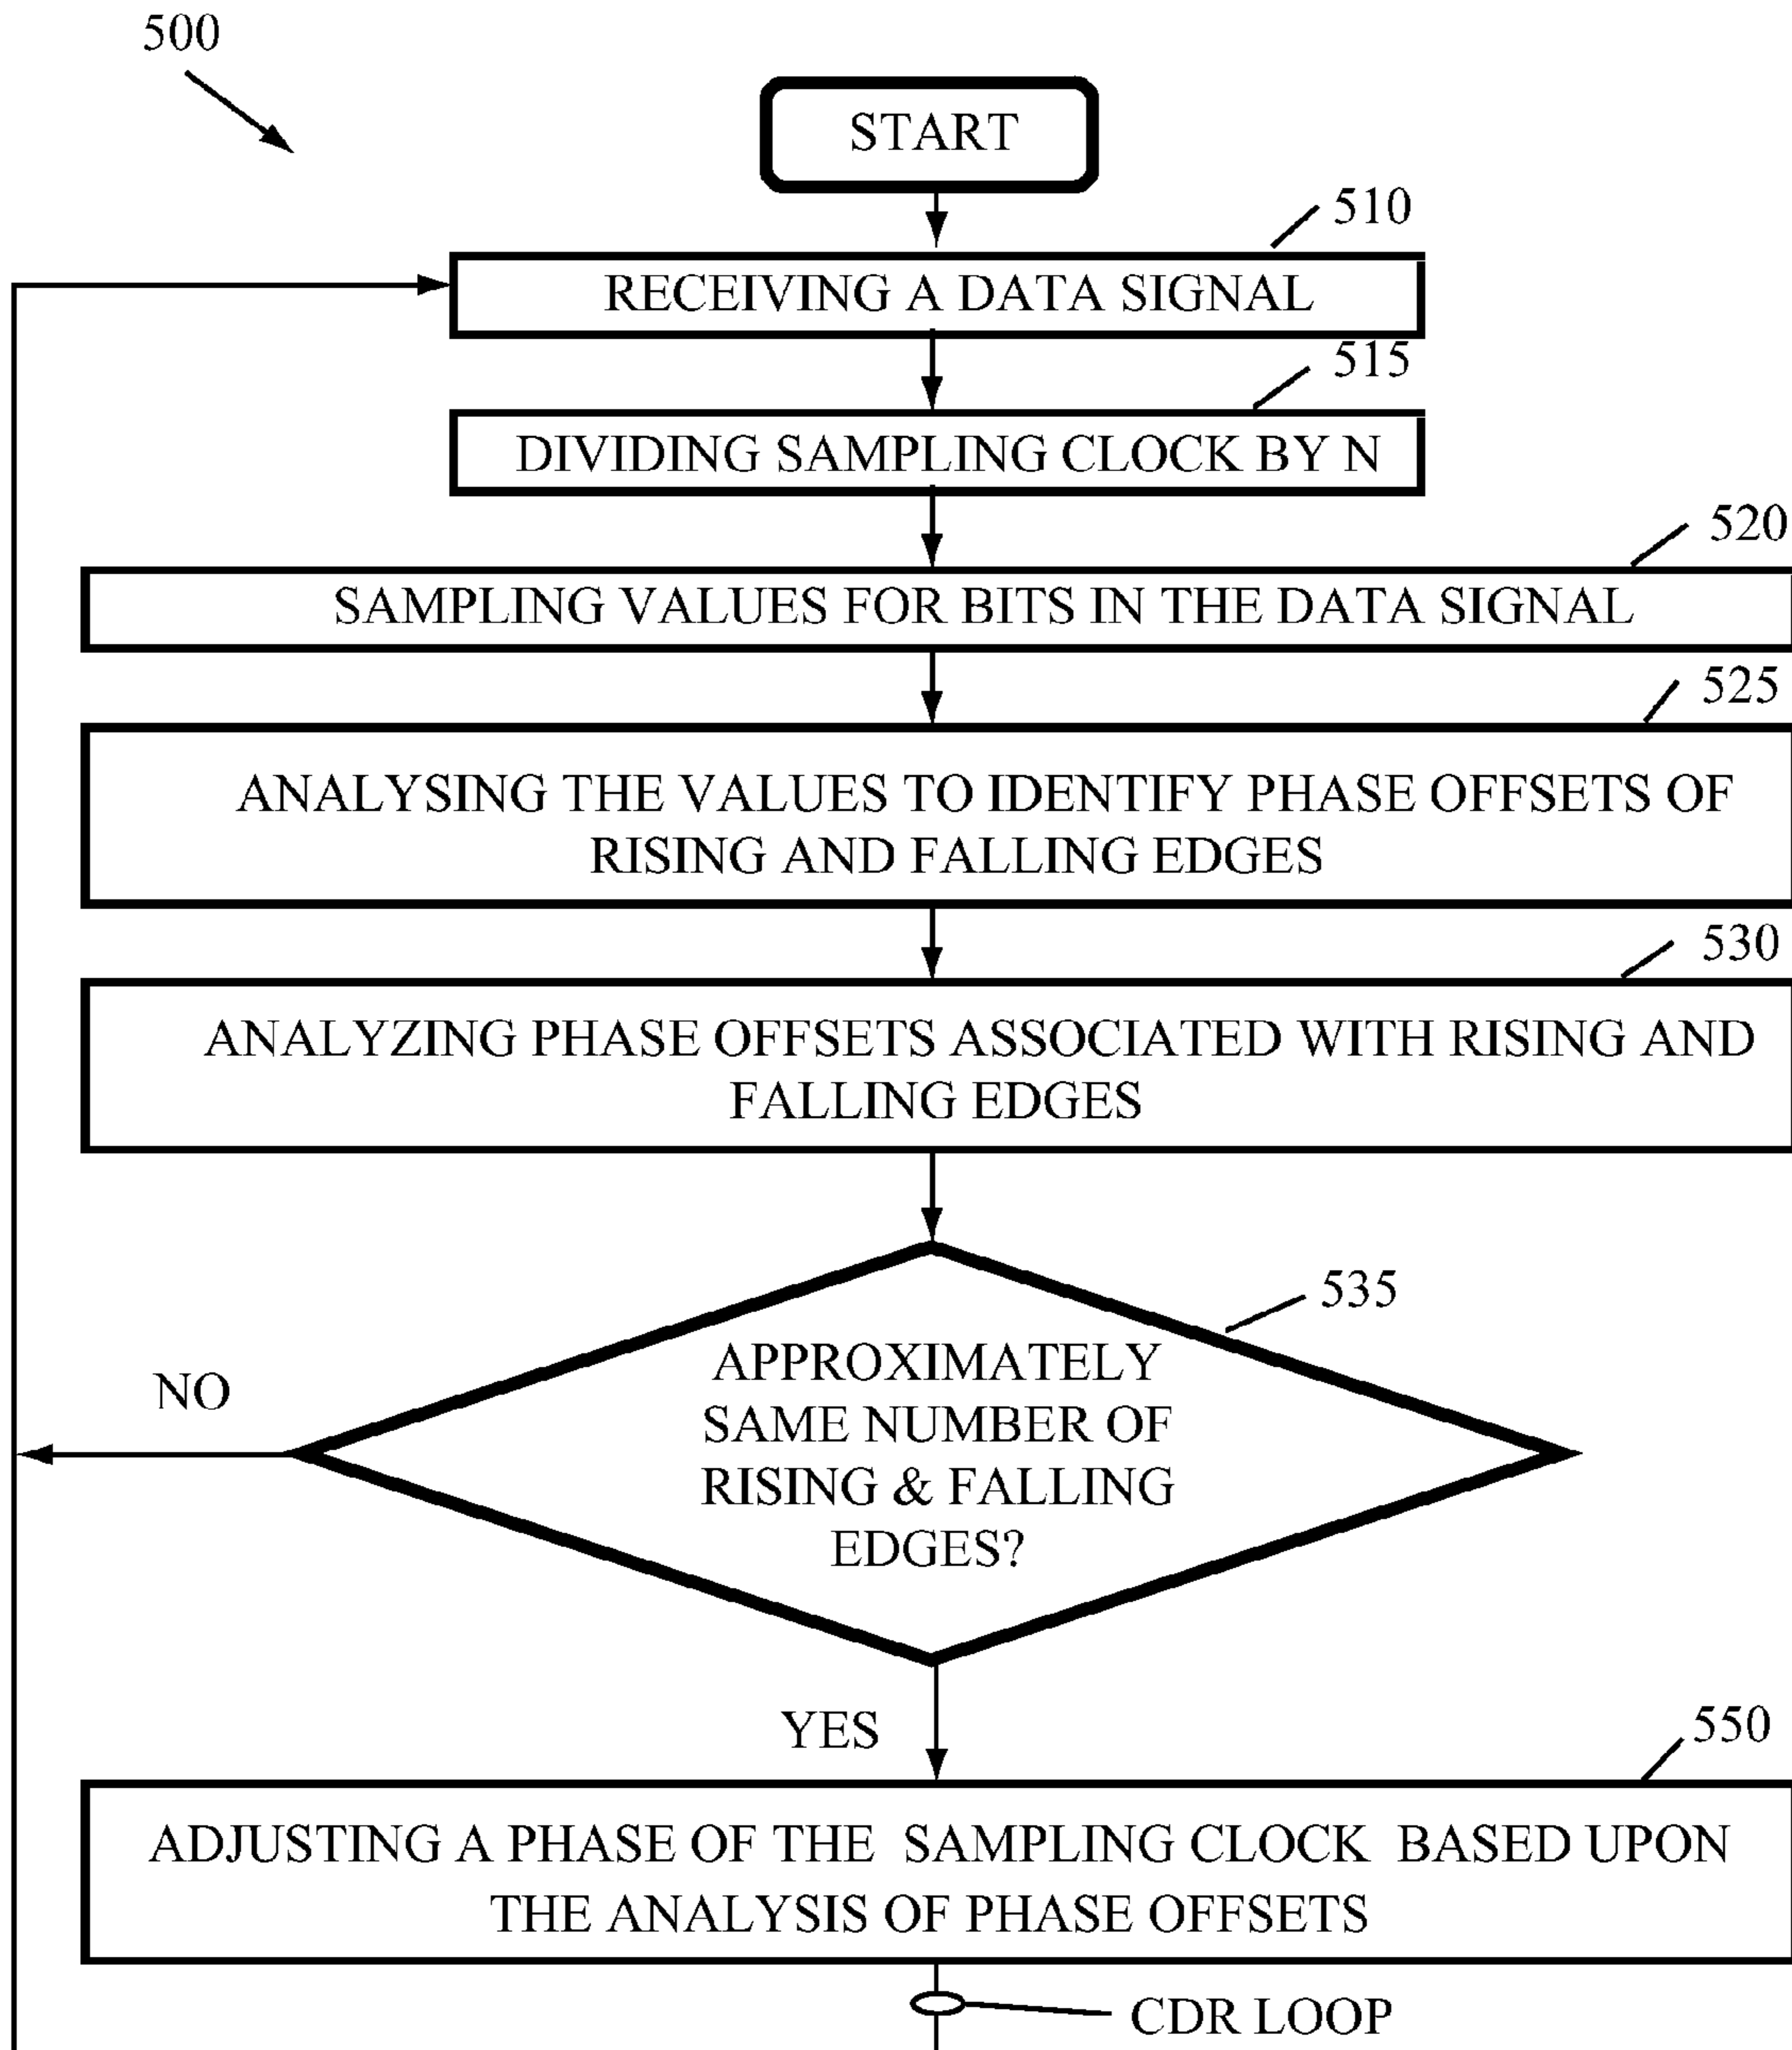 500
START
510
RECEIVING A DATA SIGNAL
515
DIVIDING SAMPLING CLOCK BY N
520
SAMPLING VALUES FOR BITS IN THE DATA SIGNAL
525
ANALYSING THE VALUES TO IDENTIFY PHASE OFFSETS OF
RISING AND FALLING EDGES
530
ANALYZING PHASE OFFSETS ASSOCIATED WITH RISING AND
FALLING EDGES
535
APPROXIMATELY
SAME NUMBER OF
RISING & FALLING
EDGES?
NO
YES
550
ADJUSTING A PHASE OF THE SAMPLING CLOCK BASED UPON
THE ANALYSIS OF PHASE OFFSETS
CDR LOOP